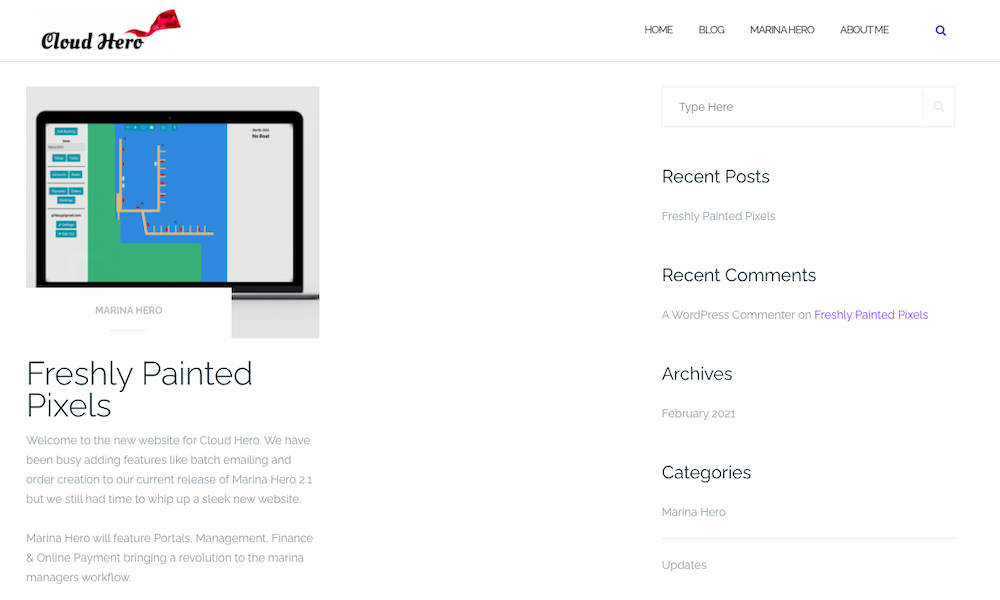 Cloud Hero
HOME BLOG MARINA HERO ABOUT ME
Type Here
No Boat
MARINA HERO
Freshly Painted
Pixels
Welcome to the new website for Cloud Hero. We have
been busy adding features like batch emailing and
order creation to our current release of Marina Hero 2.1
but we still had time to whip up a sleek new website.
Marina Hero will feature Portals, Management, Finance
& Online Payment bringing a revolution to the marina
managers workflow.
Recent Posts
Freshly Painted Pixels
Recent Comments
A WordPress Commenter on Freshly Painted Pixels
Archives
February 2021
Categories
Marina Hero
Updates